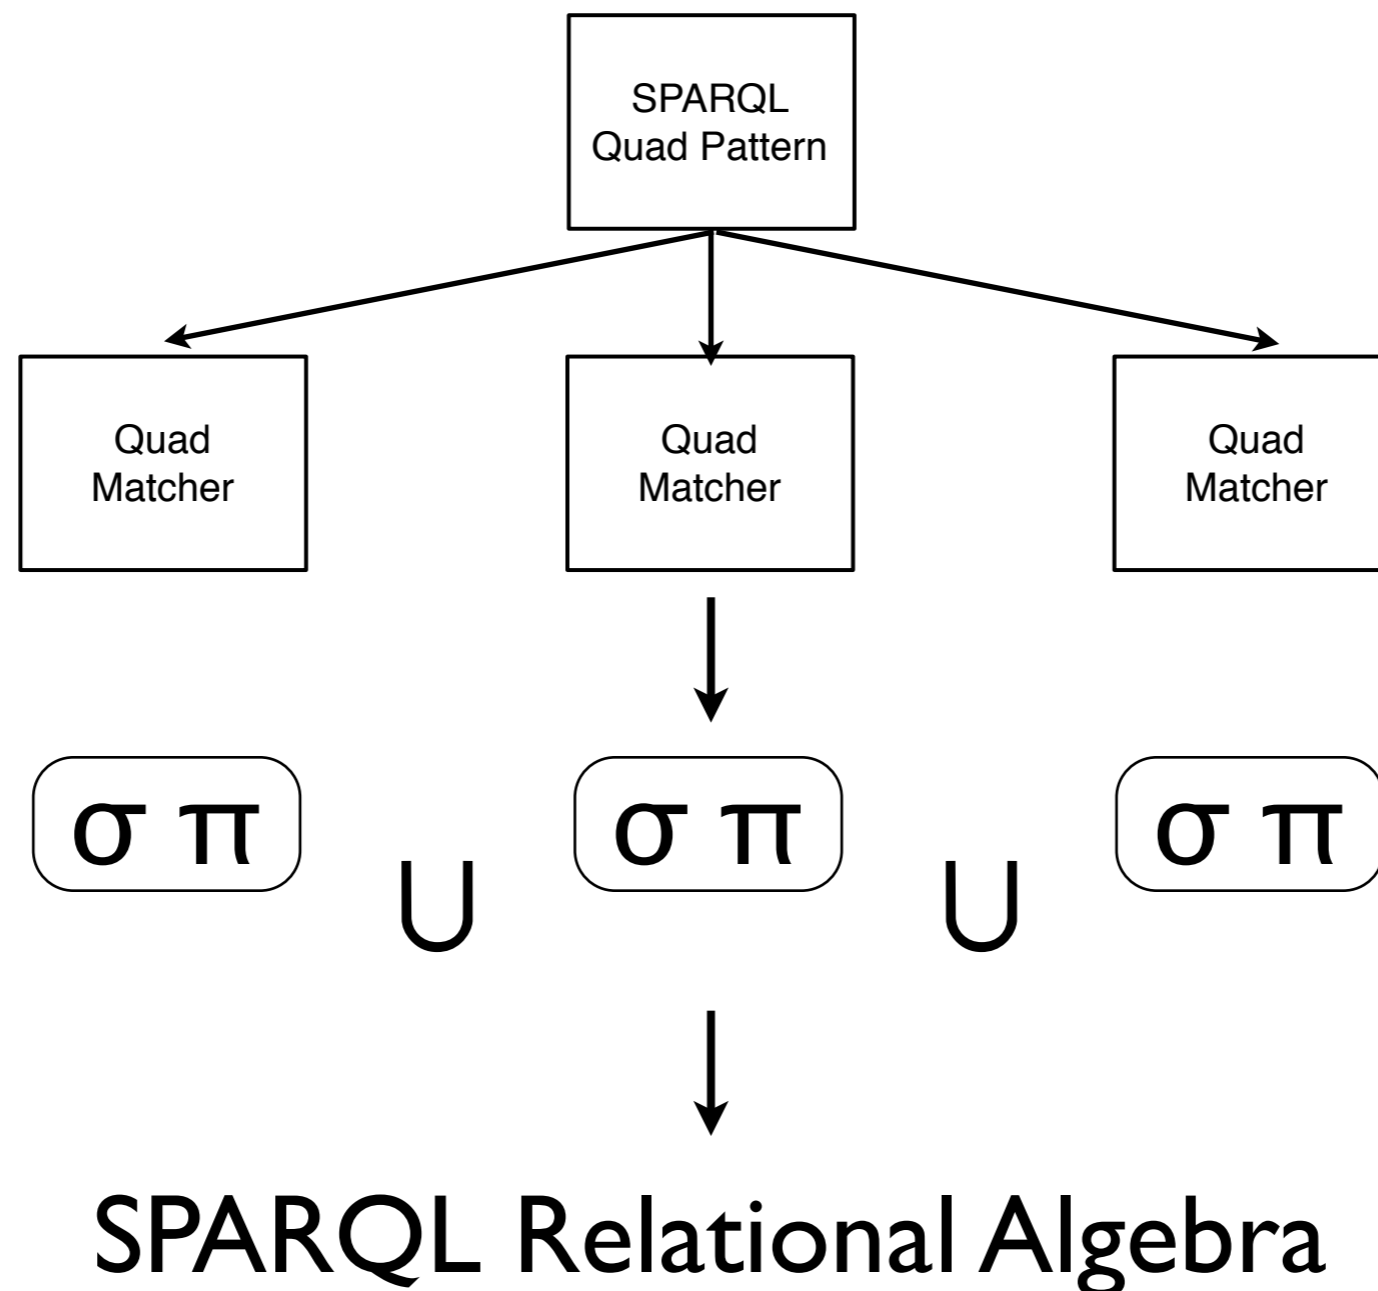 SPARQL
Quad Pattern
Quad
Matcher
Quad
Matcher
Quad
Matcher
σ π
∪
σ π
∪
σ π
SPARQL Relational Algebra